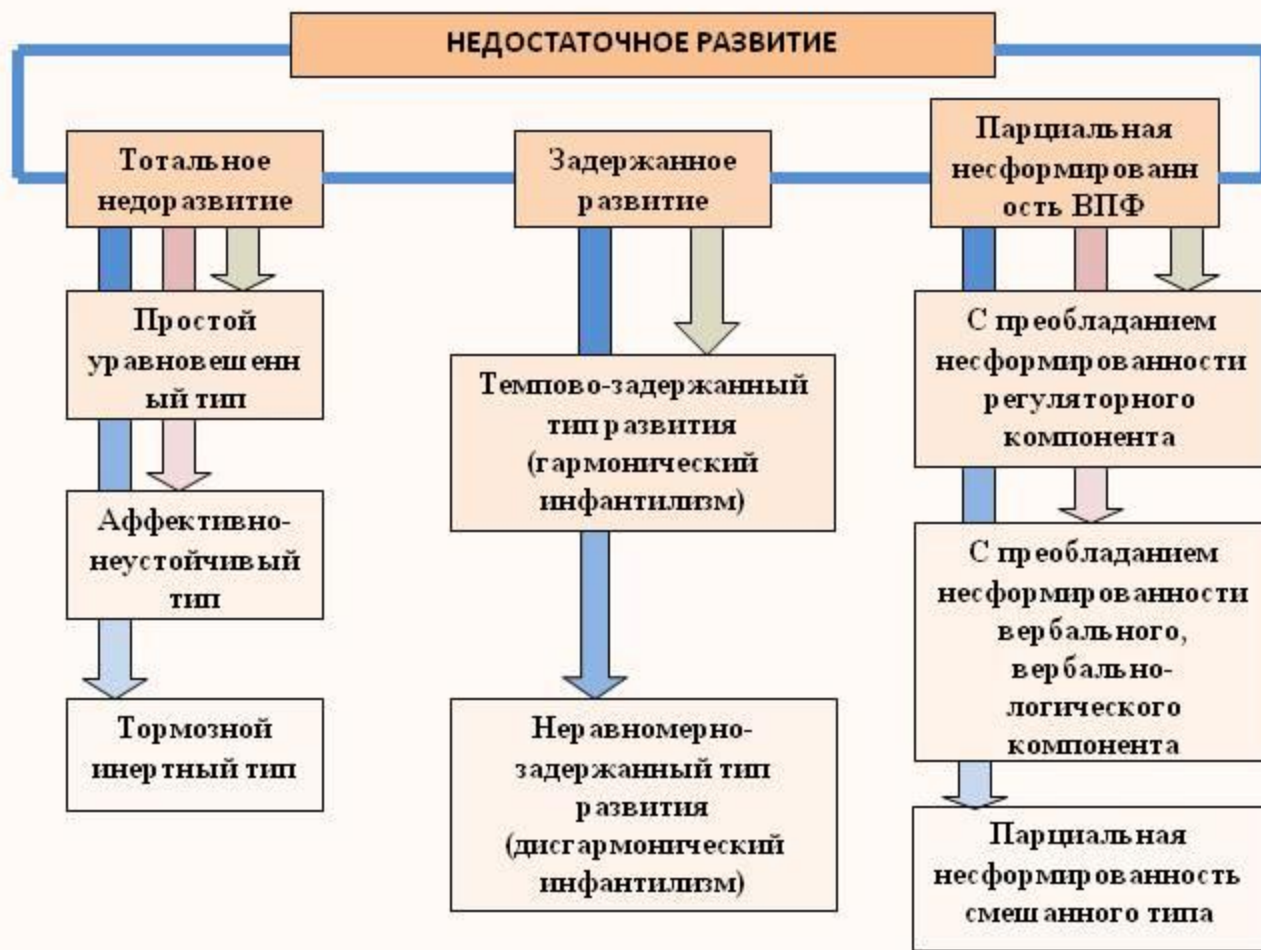 НЕДОСТАТОЧНОЕ РАЗВИТИЕ
Тотальное
недоразвитие
Простой
уравновешенн
ый тип
Аффективно-
неустойчивый
тип
Тормозной
инертный тип
Задержанное
развитие
Темпово-задержанный
тип развития
(гармонический
инфантилизм)
Неравномерно-
задержанный тип
развития
(дисгармонический
инфантилизм)
Парциальная
несформированн
ость ВПФ
С преобладанием
несформированности
регуляторного
компонента
С преобладанием
несформированности
вербального,
вербально-
логического
компонента
Парциальная
несформированность
смешанного типа